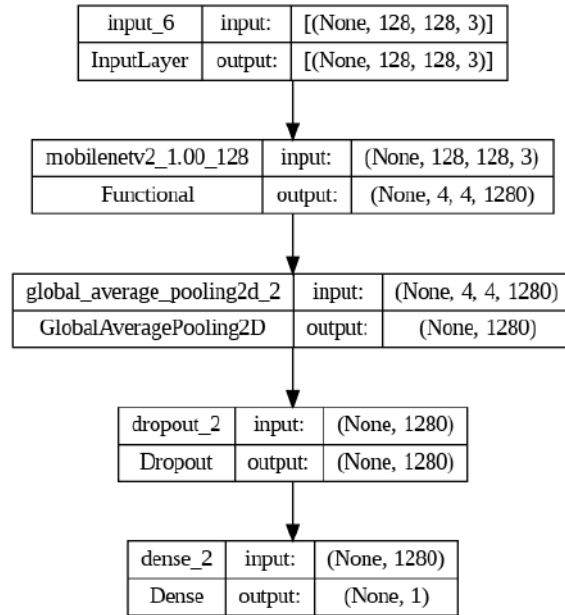 input_6 input: [(None, 128, 128, 3)]
InputLayer output: [(None, 128, 128, 3)]
mobilenetv2_1.00_128 input: (None, 128, 128, 3)
Functional output: (None, 4, 4, 1280)
global_average_pooling2d_2 input: (None, 4, 4, 1280)
GlobalAveragePooling2D output: (None, 1280)
dropout_2 input: (None, 1280)
Dropout output: (None, 1280)
dense_2 input: (None, 1280)
Dense output: (None, 1)